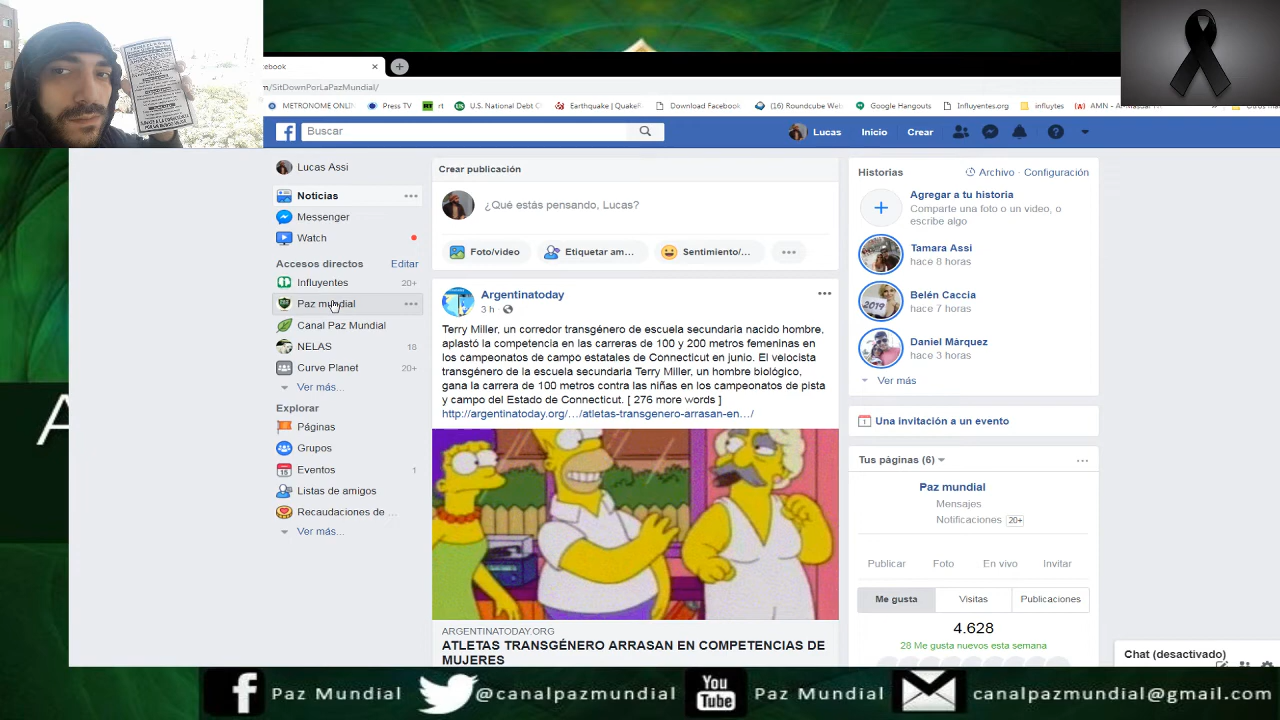 cebook
m/SitDownPorLaPazMundial/
METRONOME ONLIN
Press TV
rt
U.S. National Debt C
Earthquake | QuakeF
Download Facebook
(16) Roundcube Web
Google Hangouts
Influyentes.org
influytes
Buscar
Lucas
Inicio
Crear
Lucas Assi
Noticias
Messenger
Watch
Accesos directos
Editar
Influyentes
20+
Paz mundial
Canal Paz Mundial
NELAS
18
Curve Planet
20+
Ver más...
Explorar
Páginas
Grupos
Eventos
1
Listas de amigos
Recaudaciones de ...
Ver más...
Crear publicación
¿Qué estás pensando, Lucas?
Foto/video
Etiquetar am...
Sentimiento/...
Argentinatoday
3 h
Terry Miller, un corredor transgénero de escuela secundaria nacido hombre,
aplastó la competencia en las carreras de 100 y 200 metros femeninas en
los campeonatos de campo estatales de Connecticut en junio. El velocista
transgénero de la escuela secundaria Terry Miller, un hombre biológico,
gana la carrera de 100 metros contra las niñas en los campeonatos de pista
y campo del Estado de Connecticut. [ 276 more words ]
http://argentinatoday.org/…/atletas-transgenero-arrasan-en-…/
ARGENTINATODAY.ORG
ATLETAS TRANSGÉNERO ARRASAN EN COMPETENCIAS DE
MUJERES
Historias
Archivo · Configuración
Agregar a tu historia
Comparte una foto o un video, o
escribe algo
Tamara Assi
hace 8 horas
Belén Caccia
hace 7 horas
2019
Daniel Márquez
hace 3 horas
Ver más
Una invitación a un evento
Tus páginas (6)
Paz mundial
Mensajes
Notificaciones 20+
Publicar
Foto
En vivo
Invitar
Me gusta
Visitas
Publicaciones
4.628
28 Me gusta nuevos esta semana
Chat (desactivado)
A
Paz Mundial
@canalpazmundial
You
Tube
Paz Mundial
canalpazmundial@gmail.com